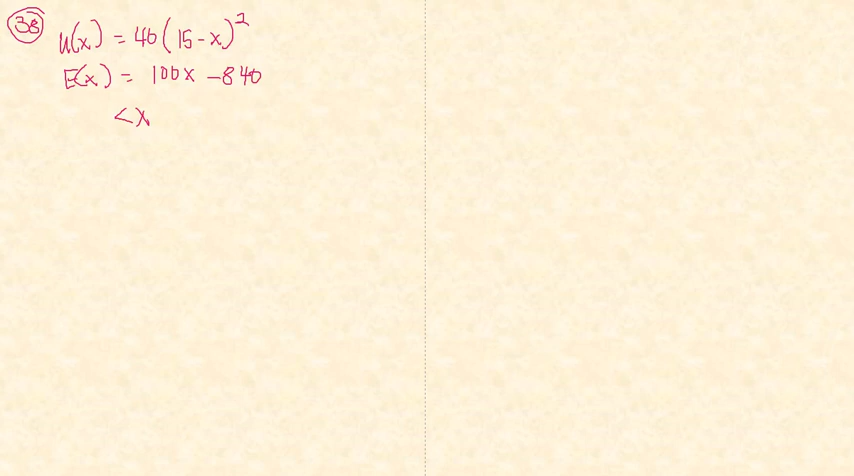 38 u(x) = 40(15-x)²
E(x) = 100x - 840
<x